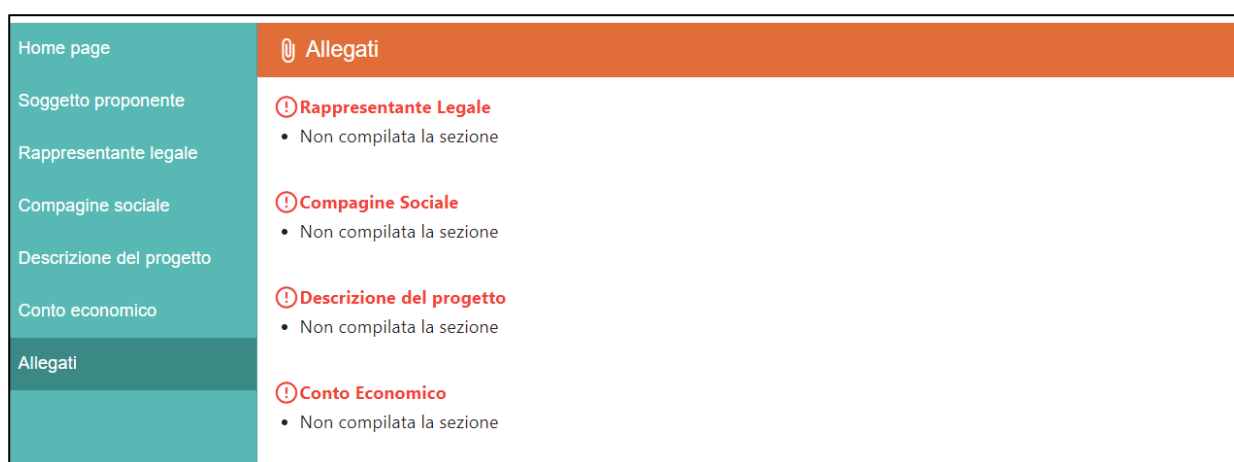 Home page
Soggetto proponente
Rappresentante legale
Compagine sociale
Descrizione del progetto
Conto economico
Allegati
Allegati
Rappresentante Legale
• Non compilata la sezione
Compagine Sociale
• Non compilata la sezione
Descrizione del progetto
• Non compilata la sezione
Conto Economico
• Non compilata la sezione